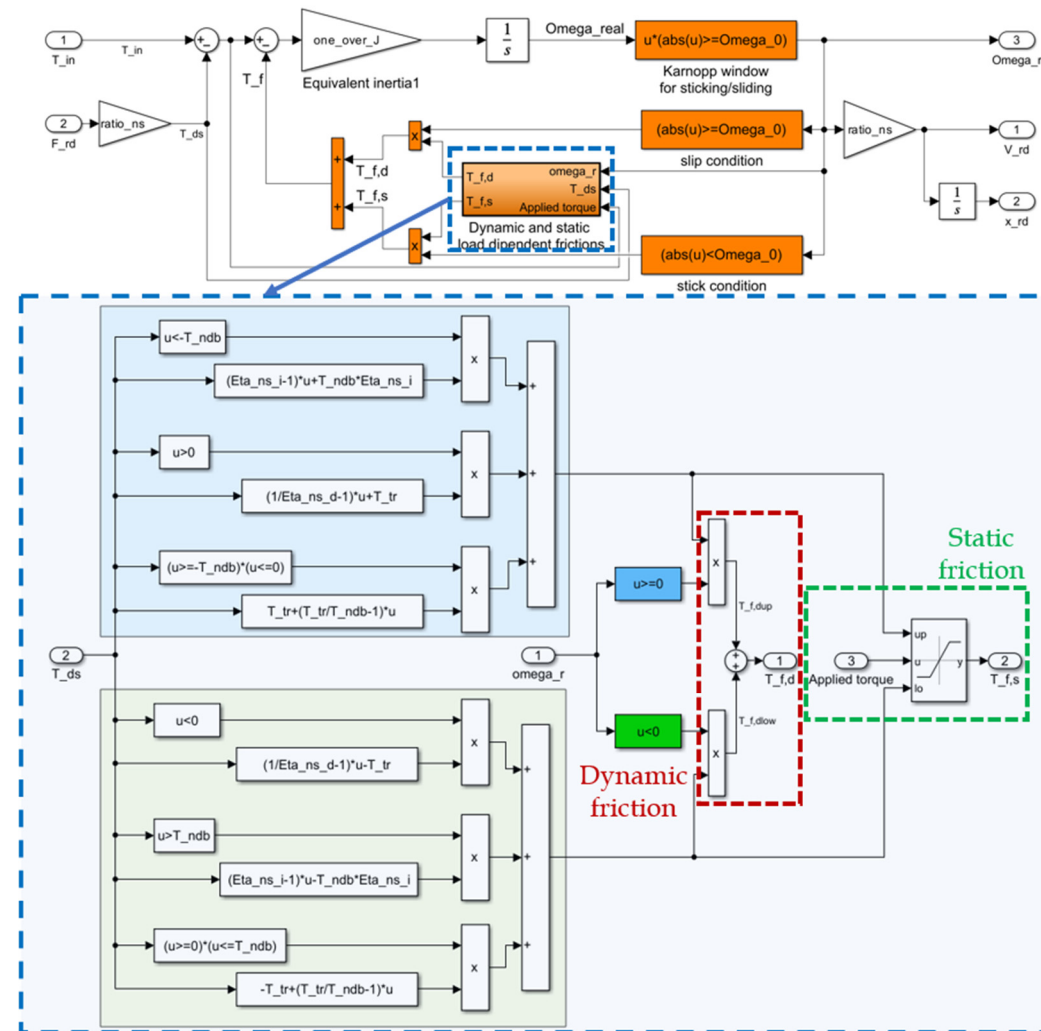 1
T_in
T_in
+
-
+
-
one_over_J
Equivalent inertia1
1
s
Omega_real
u*(abs(u)>=Omega_0)
Karnopp window
for sticking/sliding
3
Omega_r
T_f
2
F_rd
ratio_ns
T_ds
(abs(u)>=Omega_0)
slip condition
ratio_ns
1
V_rd
1
s
2
x_rd
x
+
+
T_f,d
T_f,s
x
T_f,d
T_f,s
omega_r
T_ds
Applied torque
Dynamic and static
load dipendent frictions
(abs(u)<Omega_0)
stick condition
u<-T_ndb
(Eta_ns_i-1)*u+T_ndb*Eta_ns_i
x
+
u>0
(1/Eta_ns_d-1)*u+T_tr
x
+
(u>=-T_ndb)*(u<=0)
T_tr+(T_tr/T_ndb-1)*u
x
+
2
T_ds
1
omega_r
u>=0
x
T_f,dup
+
+
1
T_f,d
T_f,dlow
u<0
x
Dynamic
friction
Static
friction
3
Applied torque
up
u
lo
y
2
T_f,s
u<0
(1/Eta_ns_d-1)*u-T_tr
x
+
u>T_ndb
(Eta_ns_i-1)*u-T_ndb*Eta_ns_i
x
+
(u>=0)*(u<=T_ndb)
-T_tr+(T_tr/T_ndb-1)*u
x
+